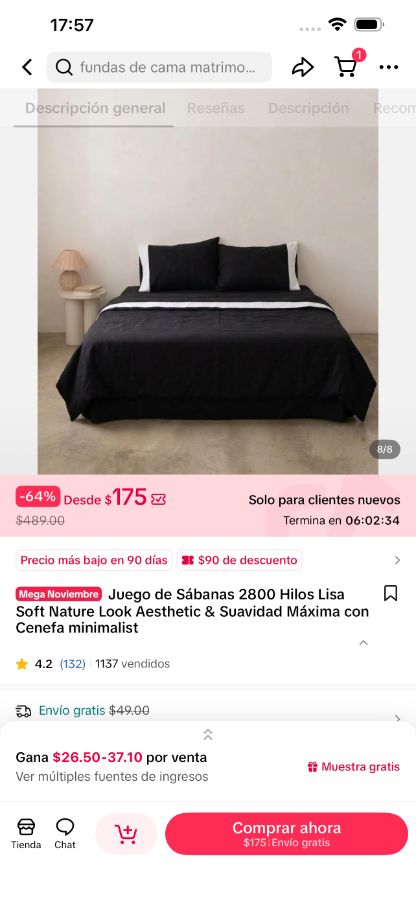 17:57
1
fundas de cama matrimo...
Descripción general Reseñas Descripción Recom
8/8
-64% Desde $175
Solo para clientes nuevos
$489.00
Termina en 06:02:34
Precio más bajo en 90 días $90 de descuento
Mega Noviembre Juego de Sábanas 2800 Hilos Lisa
Soft Nature Look Aesthetic & Suavidad Máxima con
Cenefa minimalist
4.2 (132) 1137 vendidos
Envío gratis $49.00
Gana $26.50-37.10 por venta
Ver múltiples fuentes de ingresos
Muestra gratis
Tienda
Chat
Comprar ahora
$175 | Envío gratis